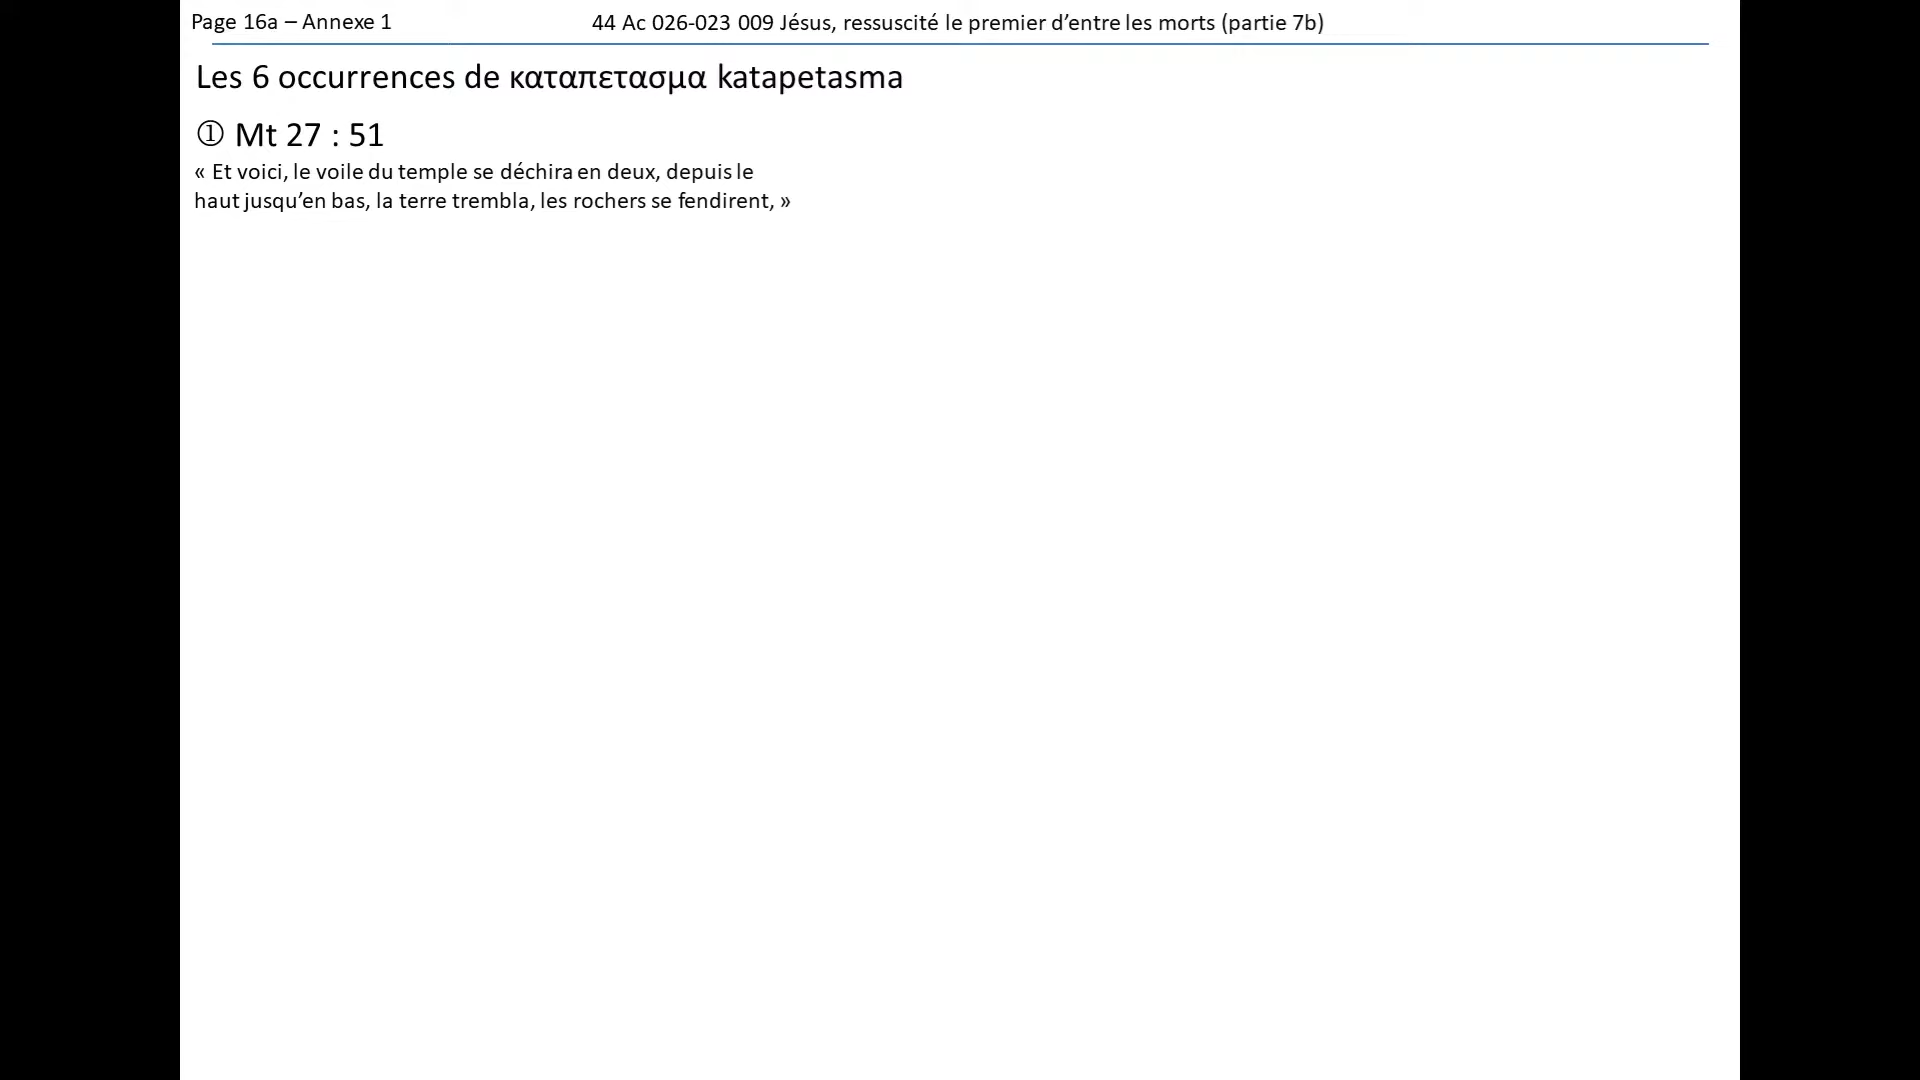 Page 16a – Annexe 1
44 Ac 026-023 009 Jésus, ressuscité le premier d’entre les morts (partie 7b)
Les 6 occurrences de καταπετασμα katapetasma
① Mt 27 : 51
« Et voici, le voile du temple se déchira en deux, depuis le
haut jusqu’en bas, la terre trembla, les rochers se fendirent, »